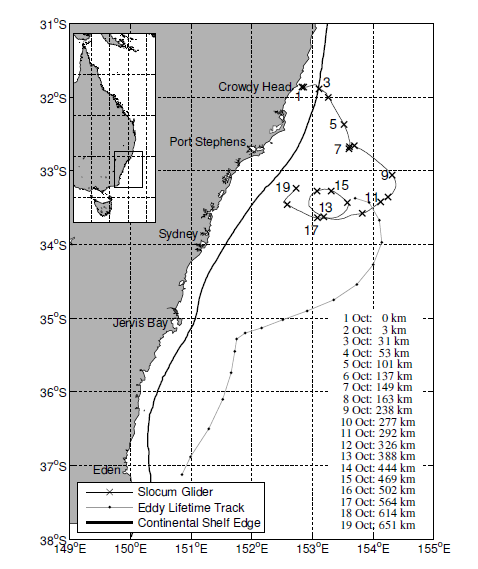 31°S
32°S
33°S
34°S
35°S
36°S
37°S
38°S
149°E 150°E 151°E 152°E 153°E 154°E 155°E
Crowdy Head
Port Stephens
Sydney
Jervis Bay
Eden
1
3
5
7
9
11
13
15
17
19
1 Oct: 0 km
2 Oct: 3 km
3 Oct: 31 km
4 Oct: 53 km
5 Oct: 101 km
6 Oct: 137 km
7 Oct: 149 km
8 Oct: 163 km
9 Oct: 238 km
10 Oct: 277 km
11 Oct: 292 km
12 Oct: 326 km
13 Oct: 388 km
14 Oct: 444 km
15 Oct: 469 km
16 Oct: 502 km
17 Oct: 564 km
18 Oct: 614 km
19 Oct: 651 km
Slocum Glider
Eddy Lifetime Track
Continental Shelf Edge